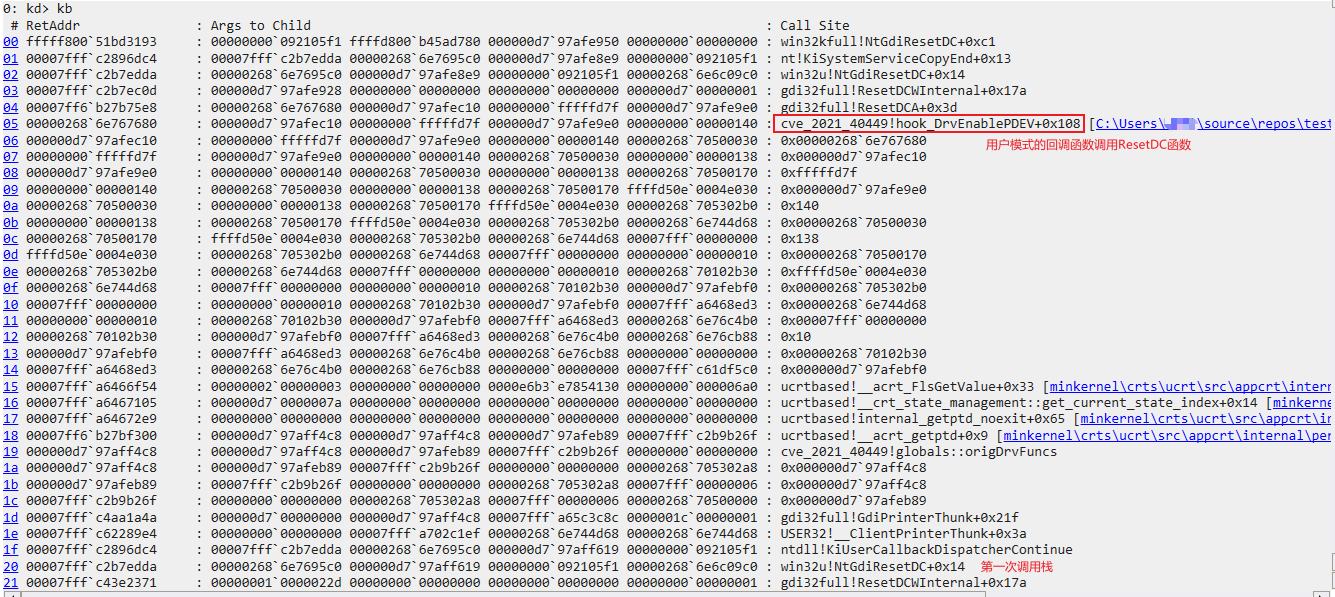 0: kd> kb
 # RetAddr               : Args to Child                                                           : Call Site
00 fffff800`51bd3193     : 00000000`092105f1 ffffd800`b45ad780 000000d7`97afe950 00000000`00000000 : win32kfull!NtGdiResetDC+0xc1
01 00007fff`c2896dc4     : 00007fff`c2b7edda 00000268`6e7695c0 000000d7`97afe8e9 00000000`092105f1 : nt!KiSystemServiceCopyEnd+0x13
02 00007fff`c2b7edda     : 00000268`6e7695c0 000000d7`97afe8e9 00000000`092105f1 00000268`6e6c09c0 : win32u!NtGdiResetDC+0x14
03 00007fff`c2b7ec0d     : 000000d7`97afe928 00000000`00000000 00000000`00000000 000000d7`00000001 : gdi32full!ResetDCWInternal+0x17a
04 00007ff6`b27b75e8     : 00000268`6e767680 000000d7`97afec10 00000000`fffffd7f 000000d7`97afe9e0 : gdi32full!ResetDCA+0x3d
05 00000268`6e767680     : 000000d7`97afec10 00000000`fffffd7f 000000d7`97afe9e0 00000000`00000140 : cve_2021_40449!hook_DrvEnablePDEV+0x108 [C:\Users\ \source\repos\test
06 000000d7`97afec10     : 00000000`fffffd7f 000000d7`97afe9e0 00000000`00000140 00000268`70500030 : 0x00000268`6e767680
用户模式的回调函数调用ResetDC函数
07 00000000`fffffd7f     : 000000d7`97afe9e0 00000000`00000140 00000268`70500030 00000000`00000138 : 0x000000d7`97afec10
08 000000d7`97afe9e0     : 00000000`00000140 00000268`70500030 00000000`00000138 00000268`70500170 : 0xfffffd7f
09 00000000`00000140     : 00000268`70500030 00000000`00000138 00000268`70500170 ffffd50e`0004e030 : 0x000000d7`97afe9e0
0a 00000268`70500030     : 00000000`00000138 00000268`70500170 ffffd50e`0004e030 00000268`705302b0 : 0x140
0b 00000000`00000138     : 00000268`70500170 ffffd50e`0004e030 00000268`705302b0 00000268`6e744d68 : 0x00000268`70500030
0c 00000268`70500170     : ffffd50e`0004e030 00000268`705302b0 00000268`6e744d68 00007fff`00000000 : 0x138
0d ffffd50e`0004e030     : 00000268`705302b0 00000268`6e744d68 00007fff`00000000 00000000`00000010 : 0x00000268`70500170
0e 00000268`705302b0     : 00000268`6e744d68 00007fff`00000000 00000000`00000010 00000268`70102b30 : 0xffffd50e`0004e030
0f 00000268`6e744d68     : 00007fff`00000000 00000000`00000010 00000268`70102b30 000000d7`97afebf0 : 0x00000268`705302b0
10 00007fff`00000000     : 00000000`00000010 00000268`70102b30 000000d7`97afebf0 00007fff`a6468ed3 : 0x00000268`6e744d68
11 00000000`00000010     : 00000268`70102b30 000000d7`97afebf0 00007fff`a6468ed3 00000268`6e76c4b0 : 0x00007fff`00000000
12 00000268`70102b30     : 000000d7`97afebf0 00007fff`a6468ed3 00000268`6e76c4b0 00000268`6e76cb88 : 0x10
13 000000d7`97afebf0     : 00007fff`a6468ed3 00000268`6e76c4b0 00000268`6e76cb88 00000000`00000000 : 0x00000268`70102b30
14 00007fff`a6468ed3     : 00000268`6e76c4b0 00000268`6e76cb88 00000000`00000000 00007fff`c61df5c0 : 0x000000d7`97afebf0
15 00007fff`a6466f54     : 00000002`00000003 00000000`00000000 0000e6b3`e7854130 00000000`000006a0 : ucrtbased!__acrt_FlsGetValue+0x33 [minkernel\crts\ucrt\src\appcrt\intern
16 00007fff`a6467105     : 000000d7`0000007a 00000000`00000000 00000000`00000000 00000000`00000000 : ucrtbased!__crt_state_management::get_current_state_index+0x14 [minkerne
17 00007fff`a64672e9     : 00000000`00000000 00000000`00000000 00000000`00000000 00000000`00000000 : ucrtbased!internal_getptd_noexit+0x65 [minkernel\crts\ucrt\src\appcrt\in
18 00007ff6`b27bf300     : 000000d7`97aff4c8 000000d7`97aff4c8 000000d7`97afeb89 00007fff`c2b9b26f : ucrtbased!__acrt_getptd+0x9 [minkernel\crts\ucrt\src\appcrt\internal\per
19 000000d7`97aff4c8     : 000000d7`97aff4c8 000000d7`97afeb89 00007fff`c2b9b26f 00000000`00000000 : cve_2021_40449!globals::origDrvFuncs
1a 000000d7`97aff4c8     : 000000d7`97afeb89 00007fff`c2b9b26f 00000000`00000000 00000268`705302a8 : 0x000000d7`97aff4c8
1b 000000d7`97afeb89     : 00007fff`c2b9b26f 00000000`00000000 00000268`705302a8 00007fff`00000006 : 0x000000d7`97aff4c8
1c 00007fff`c2b9b26f     : 00000000`00000000 00000268`705302a8 00007fff`00000006 00000268`70500000 : 0x000000d7`97afeb89
1d 00007fff`c4aa1a4a     : 000000d7`00000000 000000d7`97aff4c8 00007fff`a65c3c8c 0000001c`00000001 : gdi32full!GdiPrinterThunk+0x21f
1e 00007fff`c62289e4     : 00000000`00000000 00007fff`a702c1ef 00000268`6e744d68 00000268`6e744d68 : USER32!__ClientPrinterThunk+0x3a
1f 00007fff`c2896dc4     : 00007fff`c2b7edda 00000268`6e7695c0 000000d7`97aff619 00000000`092105f1 : ntdll!KiUserCallbackDispatcherContinue
20 00007fff`c2b7edda     : 00000268`6e7695c0 000000d7`97aff619 00000000`092105f1 00000268`6e6c09c0 : win32u!NtGdiResetDC+0x14 第一次调用栈
21 00007fff`c43e2371     : 00000001`0000022d 00000000`00000000 00000000`00000000 00000000`00000001 : gdi32full!ResetDCWInternal+0x17a